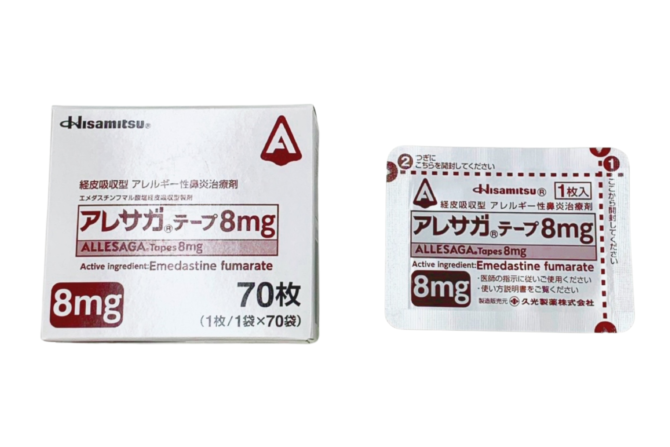 Hisamitsu®
A
経皮吸収型 アレルギー性鼻炎治療剤
エメダスチンフマル酸塩経皮吸収型製剤
アレサガ®テープ8mg
ALLESAGA®Tapes 8mg
Active ingredient:Emedastine fumarate
8mg
70枚
(1枚/1袋×70袋)
② つぎに
こちらを開封してください
①
ここから開封してください
A
Hisamitsu®
1枚入
経皮吸収型 アレルギー性鼻炎治療剤
アレサガ®テープ8mg
ALLESAGA®Tapes 8mg
Active ingredient:Emedastine fumarate
8mg
・医師の指示に従いご使用ください
・使い方説明書をご覧ください
製造販売元 久光製薬株式会社